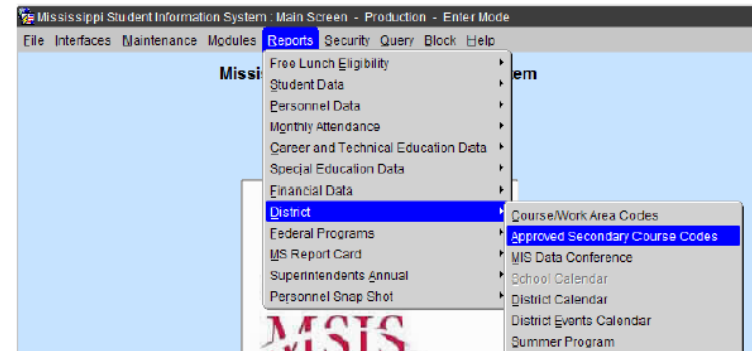 Mississippi Student Information System : Main Screen - Production - Enter Mode
File Interfaces Maintenance Modules Reports Security Query Block Help
Missi
em
Free Lunch Eligibility
Student Data
Personnel Data
Monthly Attendance
Career and Technical Education Data
Special Education Data
Financial Data
District
Federal Programs
MS Report Card
Superintendents Annual
Personnel Snap Shot
Course/Work Area Codes
Approved Secondary Course Codes
MIS Data Conference
School Calendar
District Calendar
District Events Calendar
Summer Program
MSIS